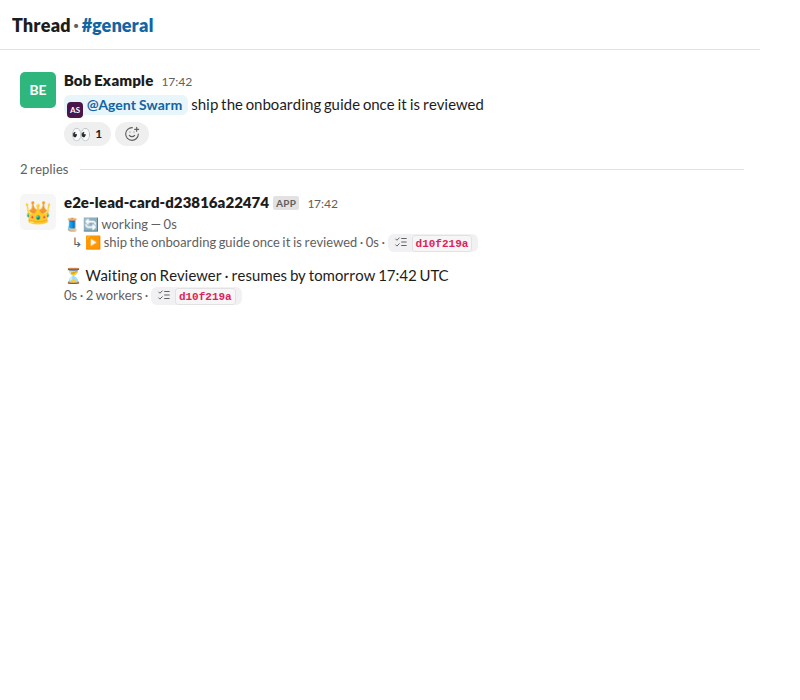 Thread · #general
BE
Bob Example 17:42
AS @Agent Swarm ship the onboarding guide once it is reviewed
👀 1
2 replies
e2e-lead-card-d23816a22474 APP 17:42
🧵 🔄 working — 0s
↳ ▶️ ship the onboarding guide once it is reviewed · 0s · d10f219a
⏳ Waiting on Reviewer · resumes by tomorrow 17:42 UTC
0s · 2 workers · d10f219a